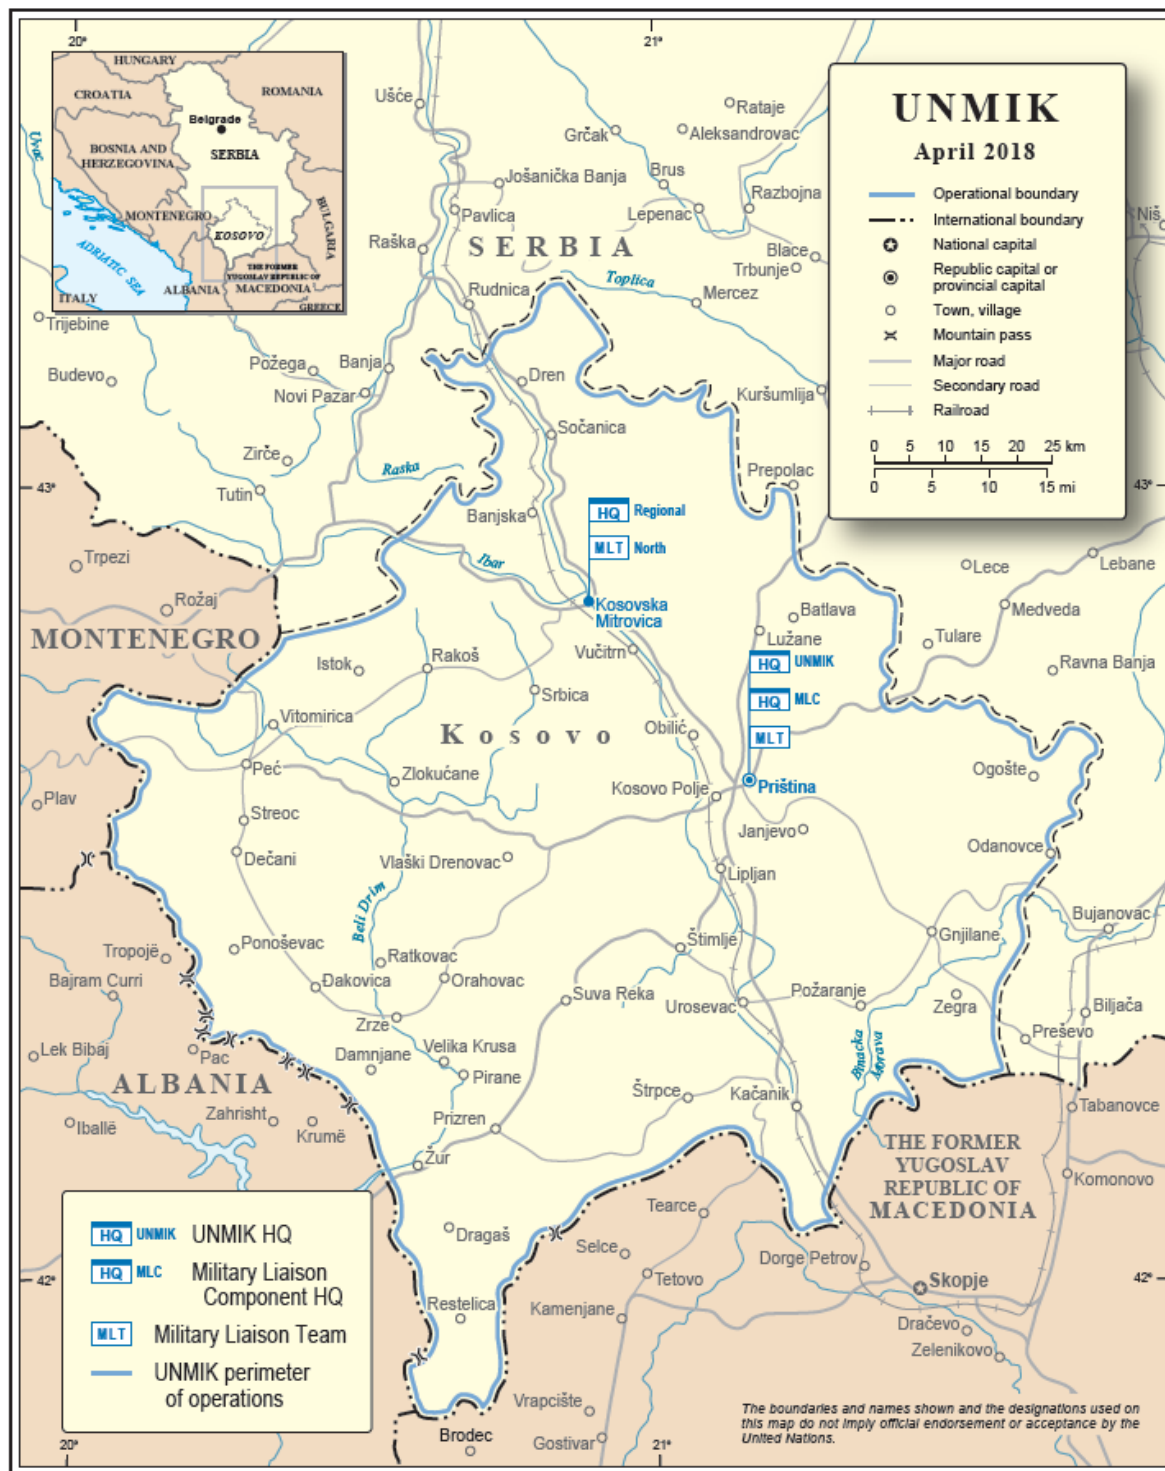 20°
21°
HUNGARY
CROATIA
ROMANIA
Belgrade
BOSNIA AND
HERZEGOVINA
SERBIA
MONTENEGRO
BULGARIA
KOSOVO
ADRIATIC SEA
THE FORMER
YUGOSLAV REPUBLIC OF
ALBANIA MACEDONIA
ITALY
GREECE
UNMIK
April 2018
Operational boundary
International boundary
National capital
Republic capital or
provincial capital
Town, village
Mountain pass
Major road
Secondary road
Railroad
0 5 10 15 20 25 km
0 5 10 15 mi
Uvac
Ušće
Rataje
Grčak
Aleksandrovac
Brus
Jošanička Banja
Razbojna
Pavlica
Lepenac
Niš
Raška
SERBIA
Blace
Trbunje
Toplica
Rudnica
Mercez
Trijebine
Požega
Banja
Budevo
Dren
Novi Pazar
Kuršumlija
Sočanica
Zirče
Raska
Prepolac
43°
Tutin
43°
Banjska
HQ Regional
MLT North
Ibar
Trpezi
Lece
Lebane
Rožaj
Kosovska
Mitrovica
Batlava
Medveda
MONTENEGRO
Lužane
Tulare
Vučitrn
Istok
Rakoš
HQ UNMIK
Ravna Banja
Srbica
HQ MLC
Vitomirica
Kosovo
Obilić
MLT
Peć
Zlokućane
Ogošte
Kosovo Polje
Priština
Plav
Streoc
Janjevo
Dečani
Vlaški Drenovac
Odanovce
Lipljan
Beli Drim
Bujanovac
Ponoševac
Štimlje
Gnjilane
Tropojë
Ratkovac
Bajram Curri
Đakovica
Orahovac
Suva Reka
Urosevac
Požaranje
Zegra
Biljača
Zrze
Preševo
Lek Bibaj
Pac
Damnjane
Velika Krusa
Binacka
Morava
Pirane
ALBANIA
Štrpce
Kačanik
Zahrisht
Tabanovce
Iballë
Krumë
Prizren
Žur
THE FORMER
YUGOSLAV
REPUBLIC OF
MACEDONIA
Komonovo
Tearce
HQ UNMIK UNMIK HQ
HQ MLC Military Liaison
Component HQ
MLT Military Liaison Team
UNMIK perimeter
of operations
Dragaš
Selce
Dorge Petrov
42°
Tetovo
Skopje
42°
Restelica
Kamenjane
Dračevo
Zelenikovo
Vrapcište
Brodec
Gostivar
The boundaries and names shown and the designations used on
this map do not imply official endorsement or acceptance by the
United Nations.
20°
21°